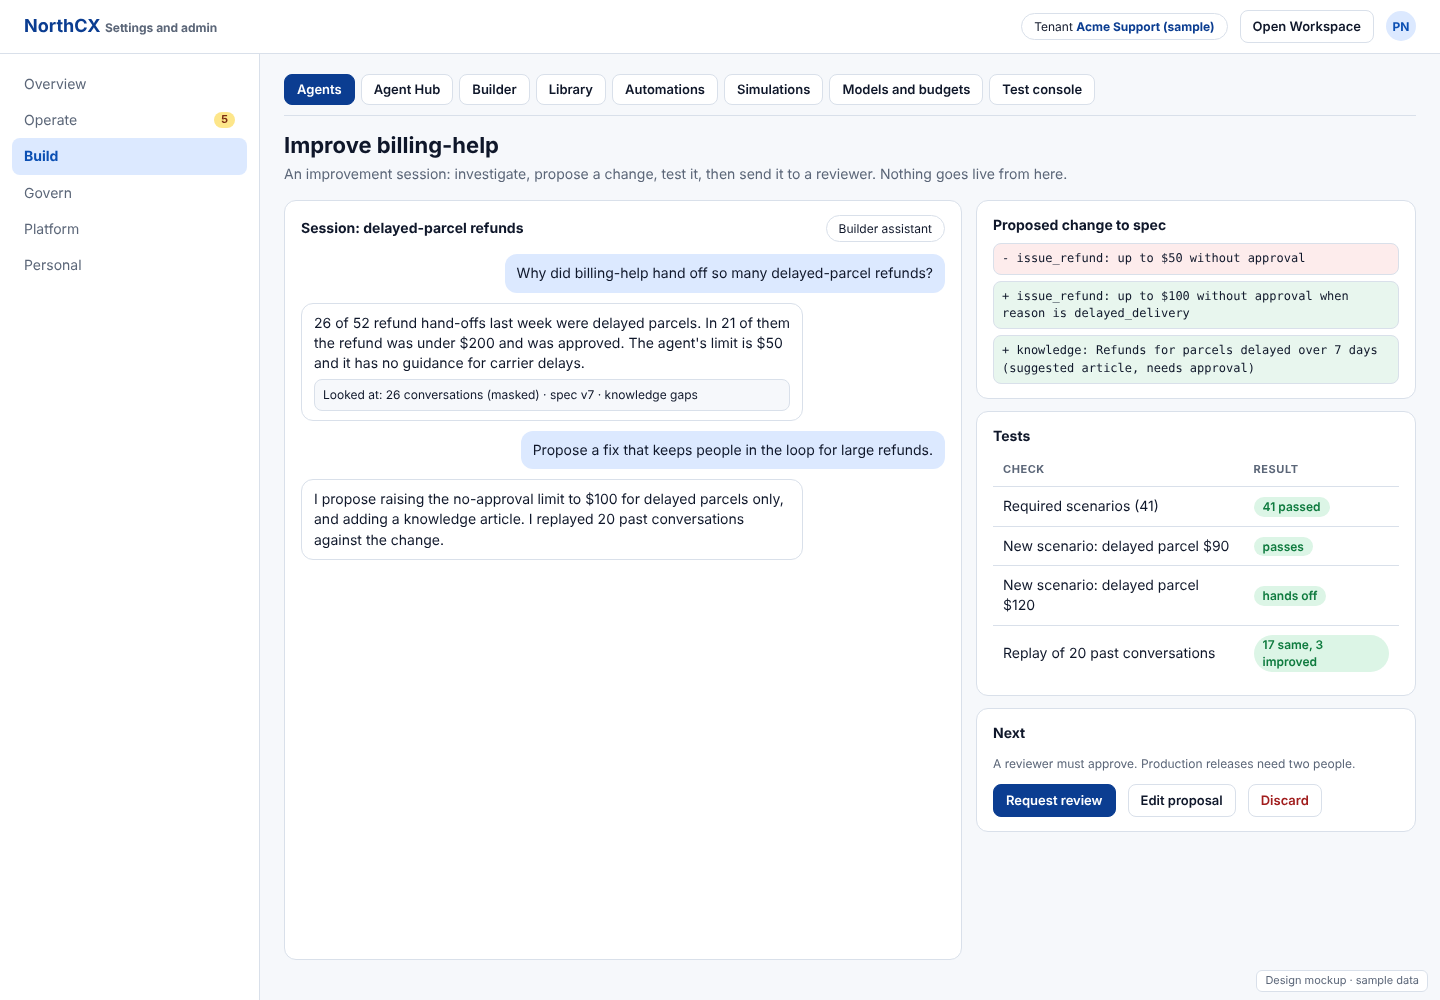 NorthCX Settings and admin
Tenant Acme Support (sample)
Open Workspace
PN
Overview
Operate 5
Build
Govern
Platform
Personal
Agents
Agent Hub
Builder
Library
Automations
Simulations
Models and budgets
Test console
Improve billing-help
An improvement session: investigate, propose a change, test it, then send it to a reviewer. Nothing goes live from here.
Session: delayed-parcel refunds
Builder assistant
Why did billing-help hand off so many delayed-parcel refunds?
26 of 52 refund hand-offs last week were delayed parcels. In 21 of them
the refund was under $200 and was approved. The agent's limit is $50
and it has no guidance for carrier delays.
Looked at: 26 conversations (masked) · spec v7 · knowledge gaps
Propose a fix that keeps people in the loop for large refunds.
I propose raising the no-approval limit to $100 for delayed parcels only,
and adding a knowledge article. I replayed 20 past conversations
against the change.
Proposed change to spec
- issue_refund: up to $50 without approval
+ issue_refund: up to $100 without approval when
reason is delayed_delivery
+ knowledge: Refunds for parcels delayed over 7 days
(suggested article, needs approval)
Tests
CHECK RESULT
Required scenarios (41) 41 passed
New scenario: delayed parcel $90 passes
New scenario: delayed parcel
$120
hands off
Replay of 20 past conversations
17 same, 3
improved
Next
A reviewer must approve. Production releases need two people.
Request review
Edit proposal
Discard
Design mockup · sample data